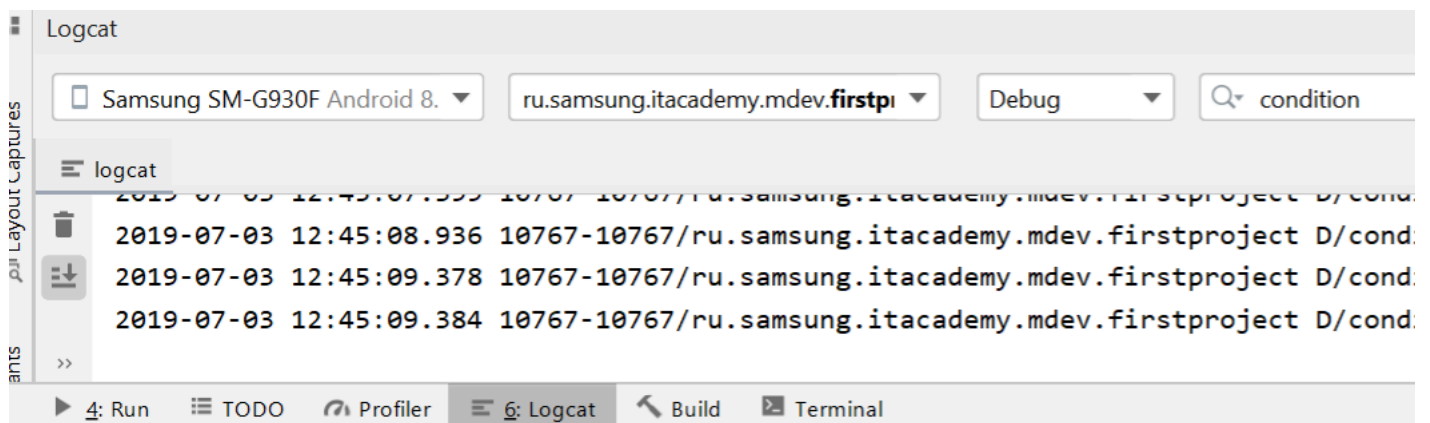 Logcat
Samsung SM-G930F Android 8. ru.samsung.itacademy.mdev.firstpr Debug condition
Layout Captures
logcat
2019-07-03 12:45:08.936 10767-10767/ru.samsung.itacademy.mdev.firstproject D/cond
2019-07-03 12:45:09.378 10767-10767/ru.samsung.itacademy.mdev.firstproject D/cond
2019-07-03 12:45:09.384 10767-10767/ru.samsung.itacademy.mdev.firstproject D/cond
4: Run TODO Profiler 6: Logcat Build Terminal